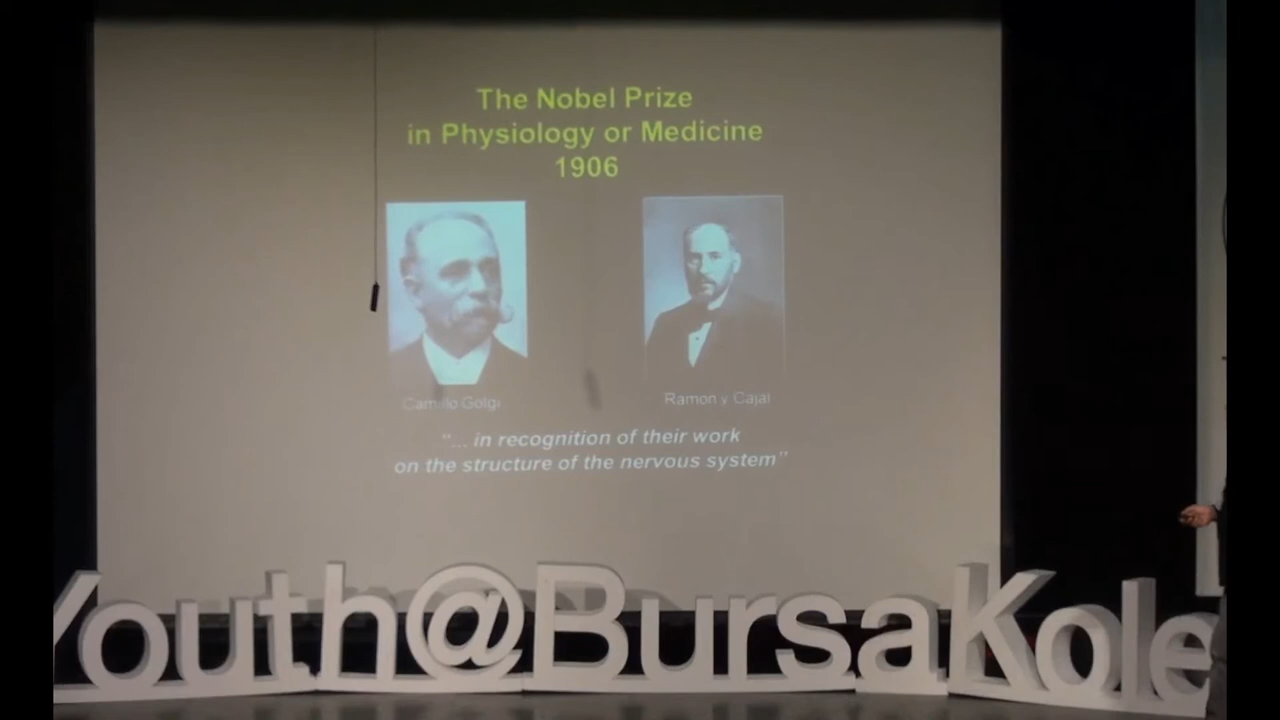 The Nobel Prize
in Physiology or Medicine
1906
Camillo Golgi
Ramon y Cajal
"... in recognition of their work
on the structure of the nervous system"
Youth@BursaKole